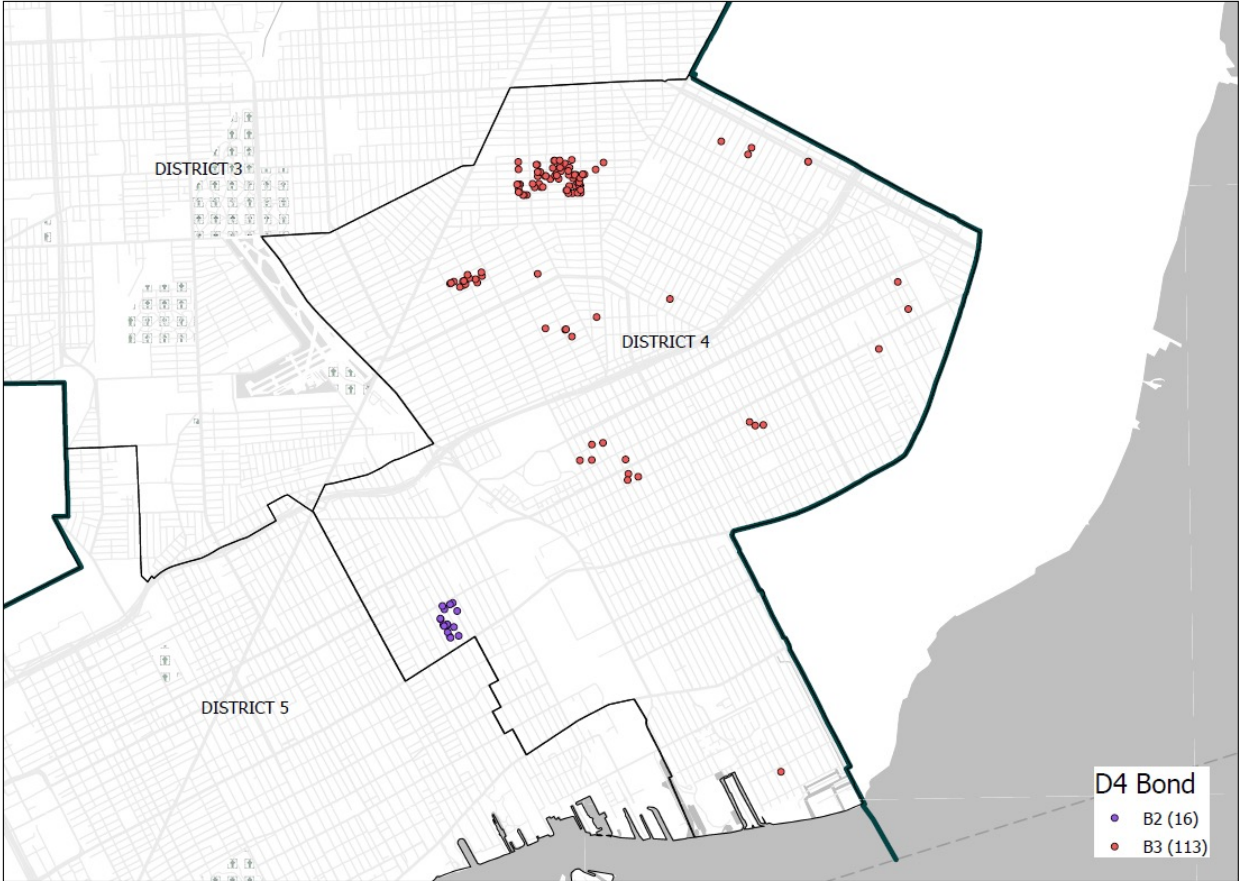 DISTRICT 3
DISTRICT 4
DISTRICT 5
D4 Bond
B2 (16)
B3 (113)